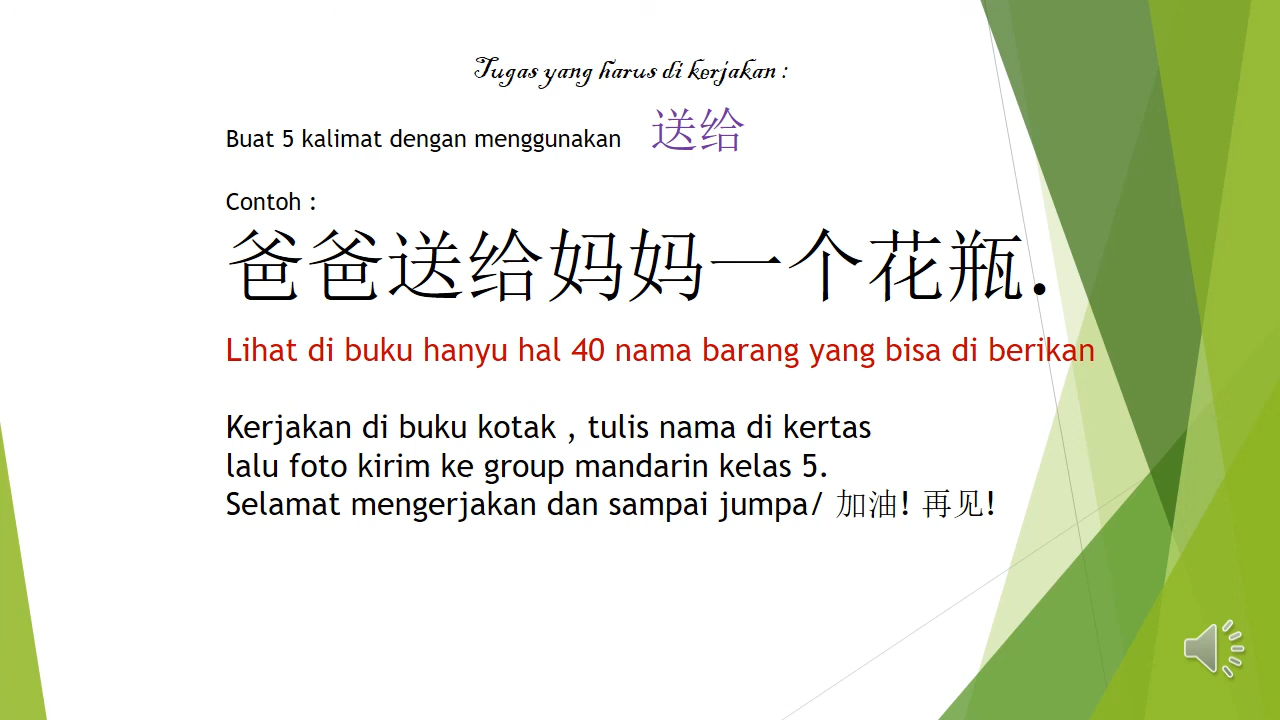 Tugas yang harus di kerjakan :
Buat 5 kalimat dengan menggunakan 送给
Contoh :
爸爸送给妈妈一个花瓶.
Lihat di buku hanyu hal 40 nama barang yang bisa di berikan
Kerjakan di buku kotak , tulis nama di kertas
lalu foto kirim ke group mandarin kelas 5.
Selamat mengerjakan dan sampai jumpa/ 加油! 再见!